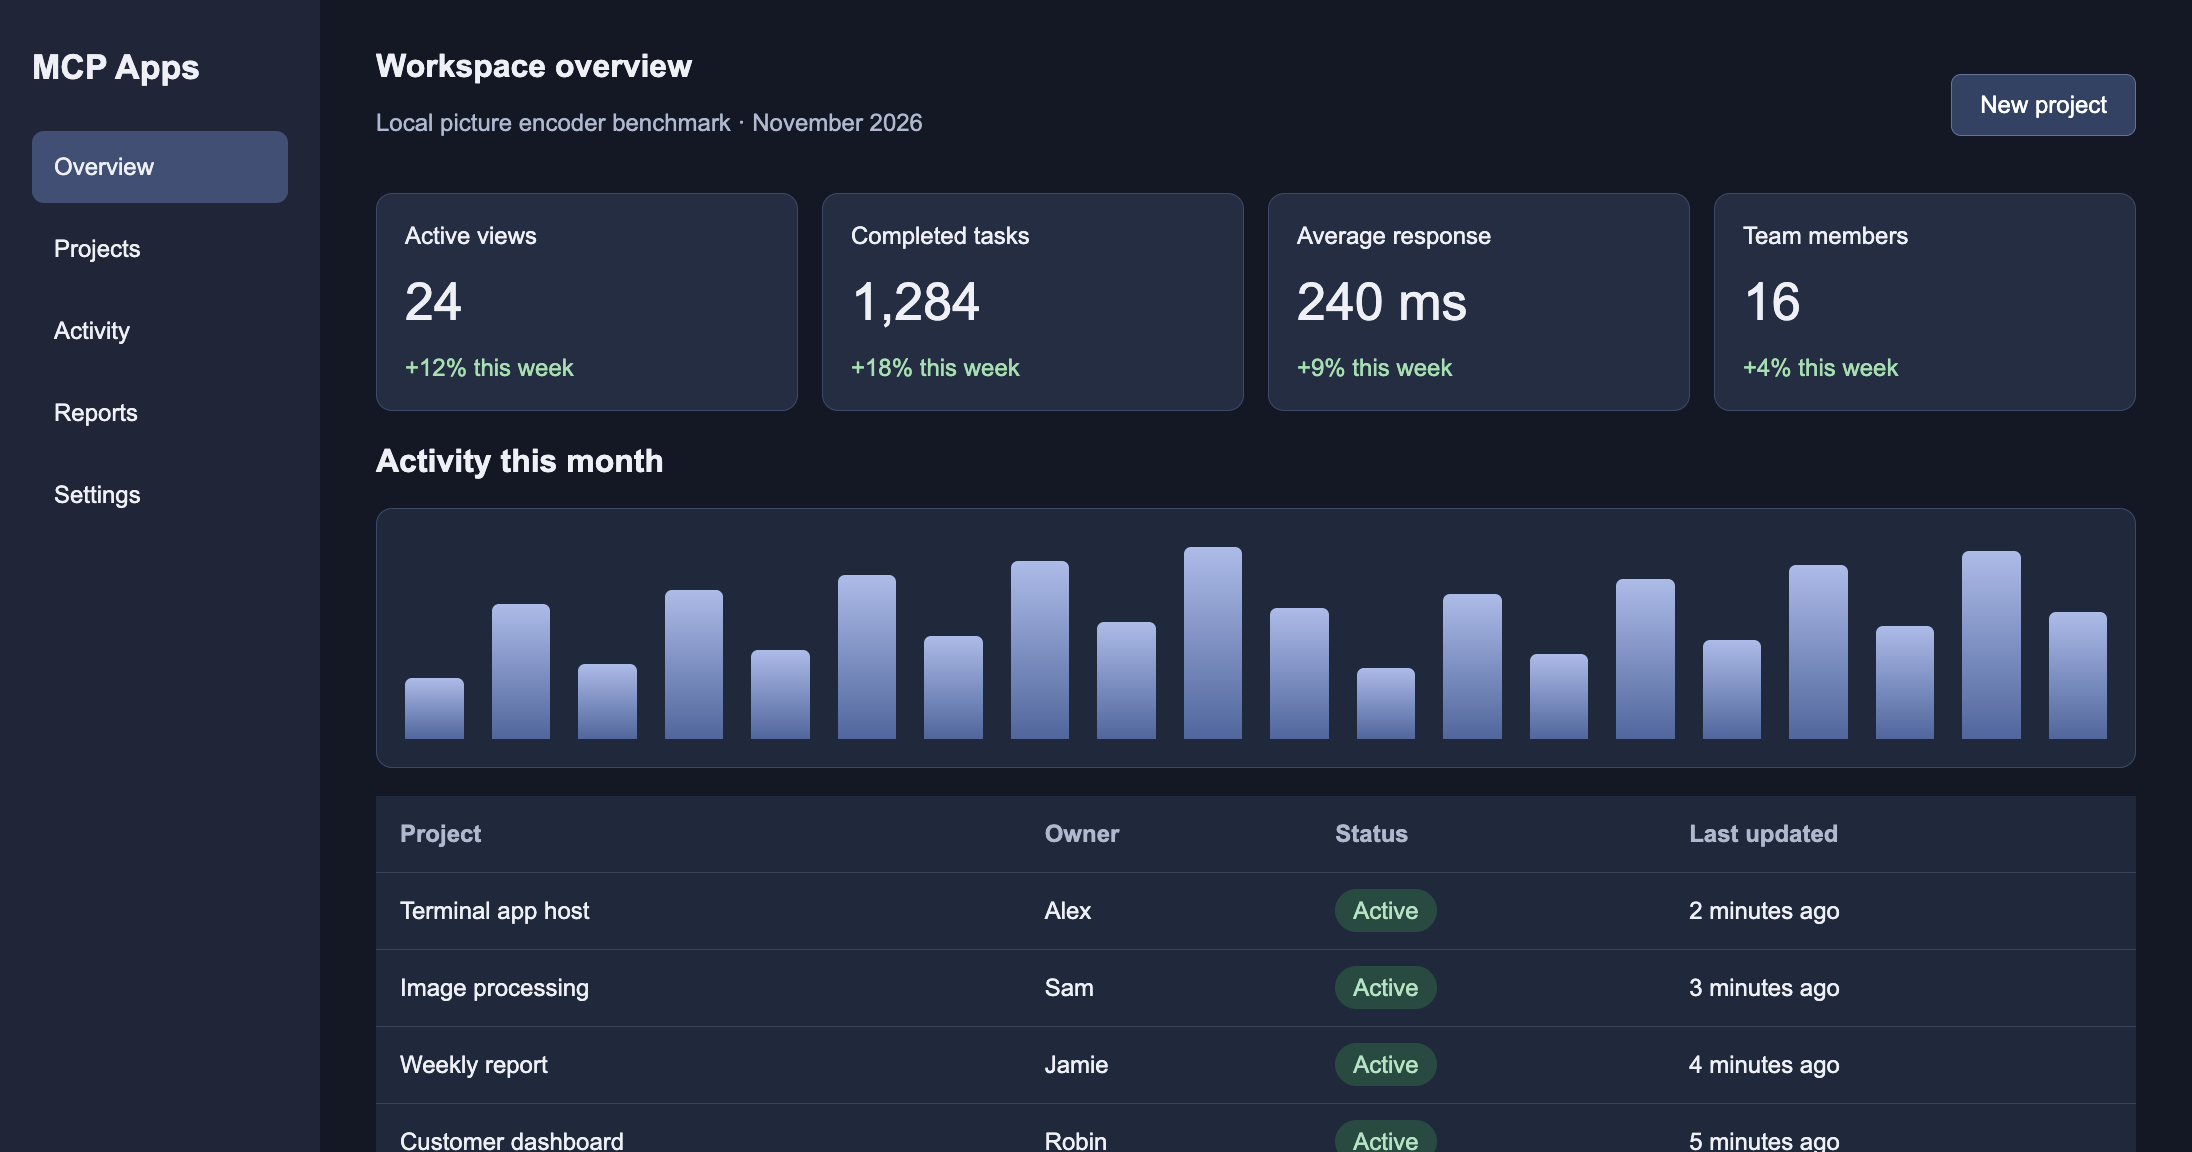 MCP Apps
Overview
Projects
Activity
Reports
Settings
Workspace overview
Local picture encoder benchmark · November 2026
New project
Active views
24
+12% this week
Completed tasks
1,284
+18% this week
Average response
240 ms
+9% this week
Team members
16
+4% this week
Activity this month
Project Owner Status Last updated
Terminal app host Alex Active 2 minutes ago
Image processing Sam Active 3 minutes ago
Weekly report Jamie Active 4 minutes ago
Customer dashboard Robin Active 5 minutes ago